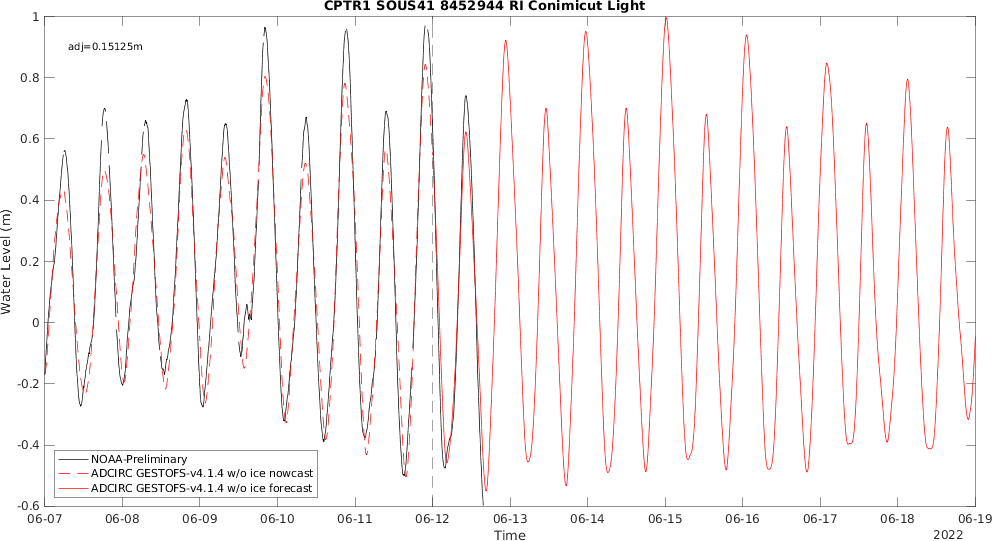 CPTR1 SOUS41 8452944 RI Conimicut Light
adj=0.15125m
1
0.8
0.6
0.4
0.2
0
-0.2
-0.4
-0.6
Water Level (m)
NOAA-Preliminary
ADCIRC GESTOFS-v4.1.4 w/o ice nowcast
ADCIRC GESTOFS-v4.1.4 w/o ice forecast
06-07 06-08 06-09 06-10 06-11 06-12 06-13 06-14 06-15 06-16 06-17 06-18 06-19
Time
2022